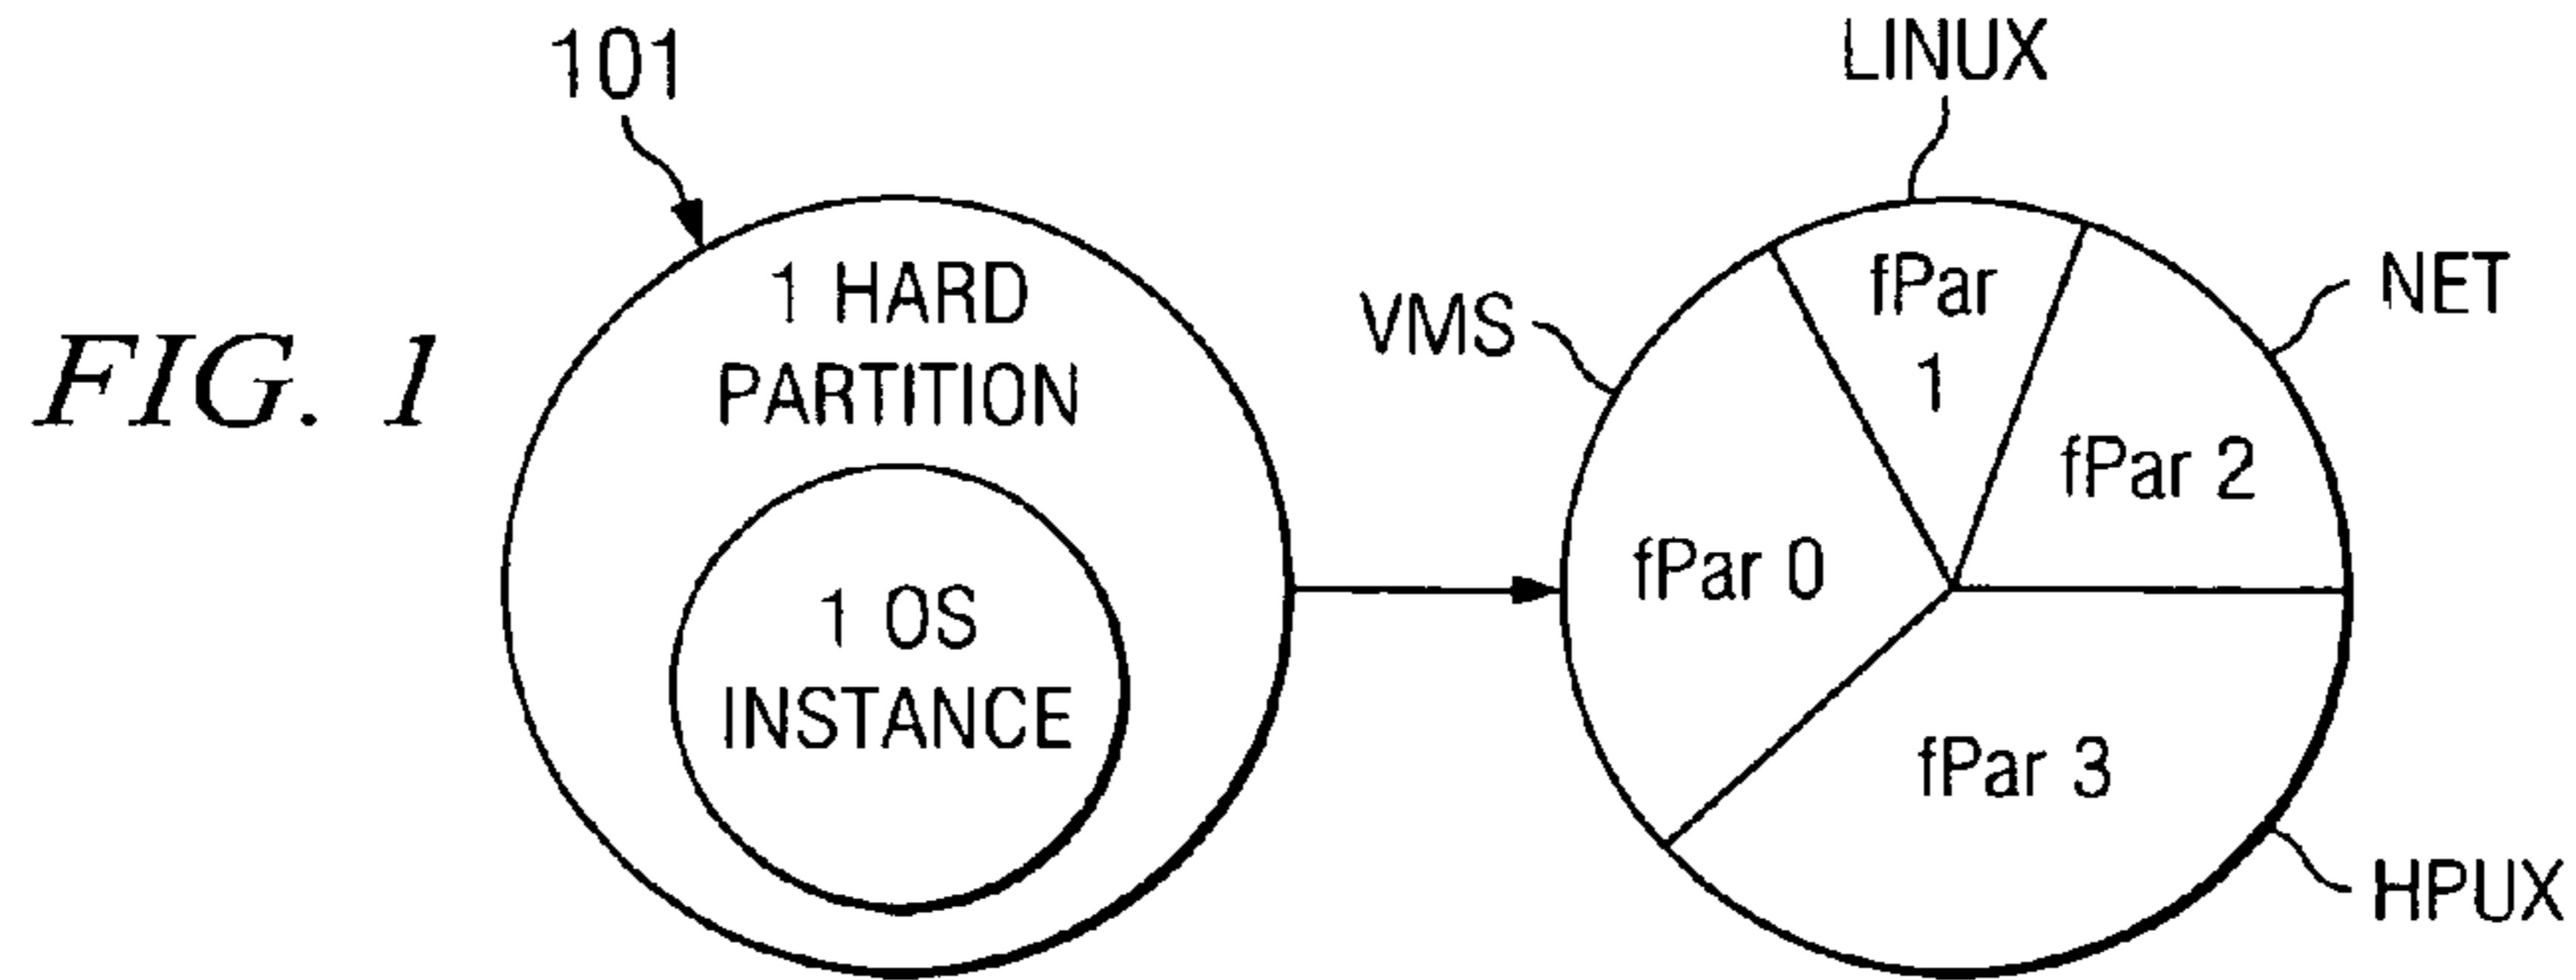 FIG. 1
101
1 HARD
PARTITION
1 OS
INSTANCE
LINUX
VMS
NET
fPar
1
fPar 2
fPar 0
fPar 3
HPUX